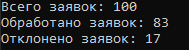 Всего заявок: 100
Обработано заявок: 83
Отклонено заявок: 17